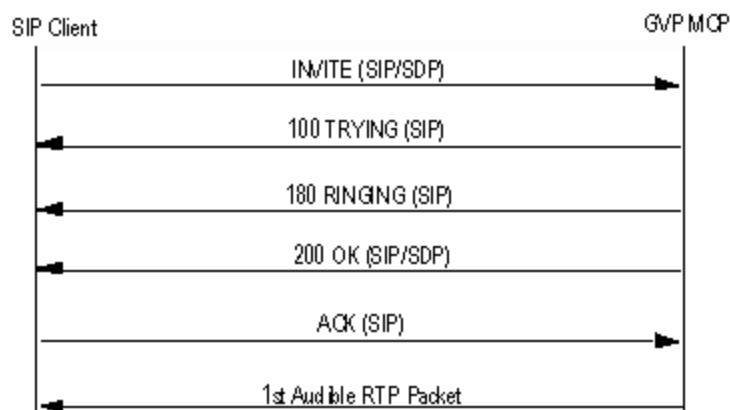 SIP Client
GVP MCP
INVITE (SIP/SDP)
100 TRYING (SIP)
180 RINGING (SIP)
200 OK (SIP/SDP)
ACK (SIP)
1st Audible RTP Packet